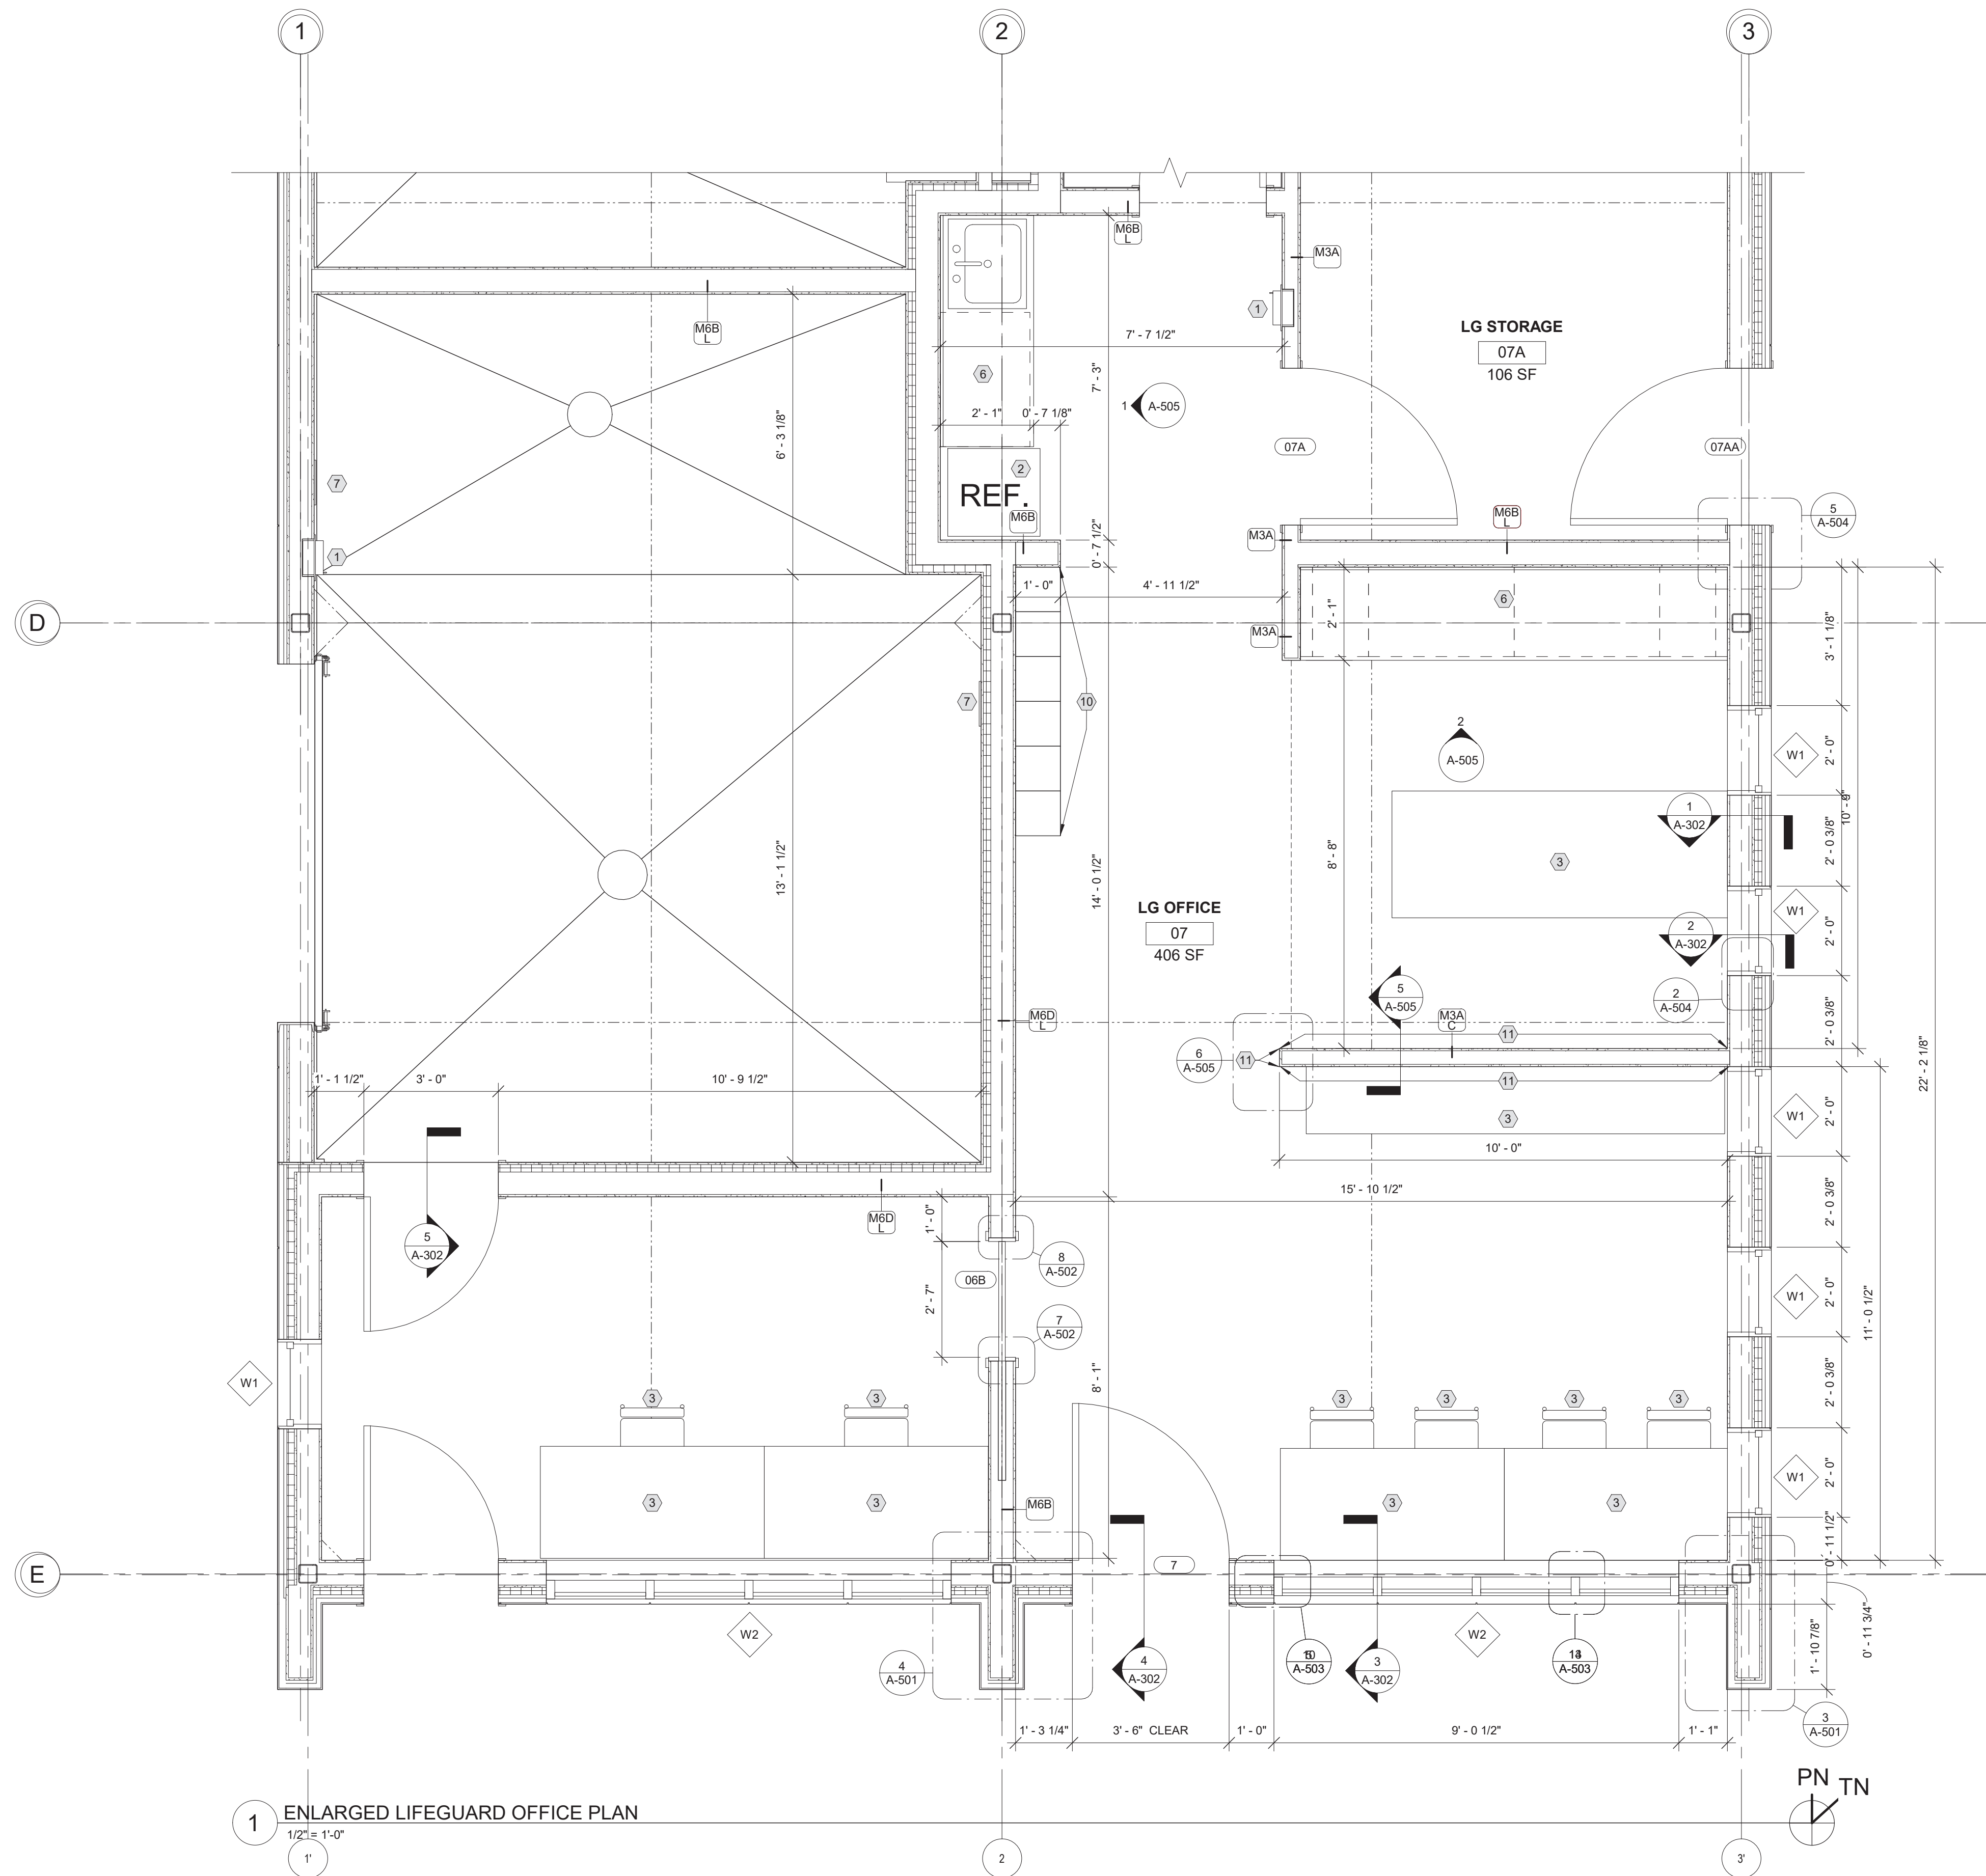 1
2
3
M6B
L
M3A
1
M6B
L
LG STORAGE
07A
106 SF
7' - 7 1/2"
7' - 3"
6
1
A-505
2' - 1"
0' - 7 1/8"
6' - 3 1/8"
07A
07AA
2
REF.
7
M6B
M6B
L
5
A-504
M3A
1
0' - 7 1/2"
1' - 0"
4' - 11 1/2"
6
2' - 1"
D
M3A
3' - 1 1/8"
7
10
2
A-505
W1
2' - 0"
1
A-302
10' - 9"
2' - 0 3/8"
3
8' - 8"
13' - 1 1/2"
14' - 0 1/2"
LG OFFICE
07
406 SF
W1
2' - 0"
2
A-302
5
A-505
2
A-504
M6D
L
M3A
C
11
2' - 0 3/8"
6
A-505
11
22' - 2 1/8"
1' - 1 1/2"
3' - 0"
10' - 9 1/2"
11
3
W1
2' - 0"
10' - 0"
15' - 10 1/2"
2' - 0 3/8"
M6D
L
1' - 0"
5
A-302
8
A-502
06B
2' - 7"
W1
2' - 0"
11' - 0 1/2"
7
A-502
W1
8' - 1"
3
3
3
3
3
3
2' - 0 3/8"
W1
2' - 0"
3
3
M6B
3
3
0' - 11 1/2"
E
7
W2
W2
0' - 11 3/4"
1' - 10 7/8"
4
A-501
4
A-302
A-503
3
A-302
A-503
3
A-501
1' - 3 1/4"
3' - 6" CLEAR
1' - 0"
9' - 0 1/2"
1' - 1"
PN
TN
1
ENLARGED LIFEGUARD OFFICE PLAN
1/2" = 1'-0"
1'
2
3'